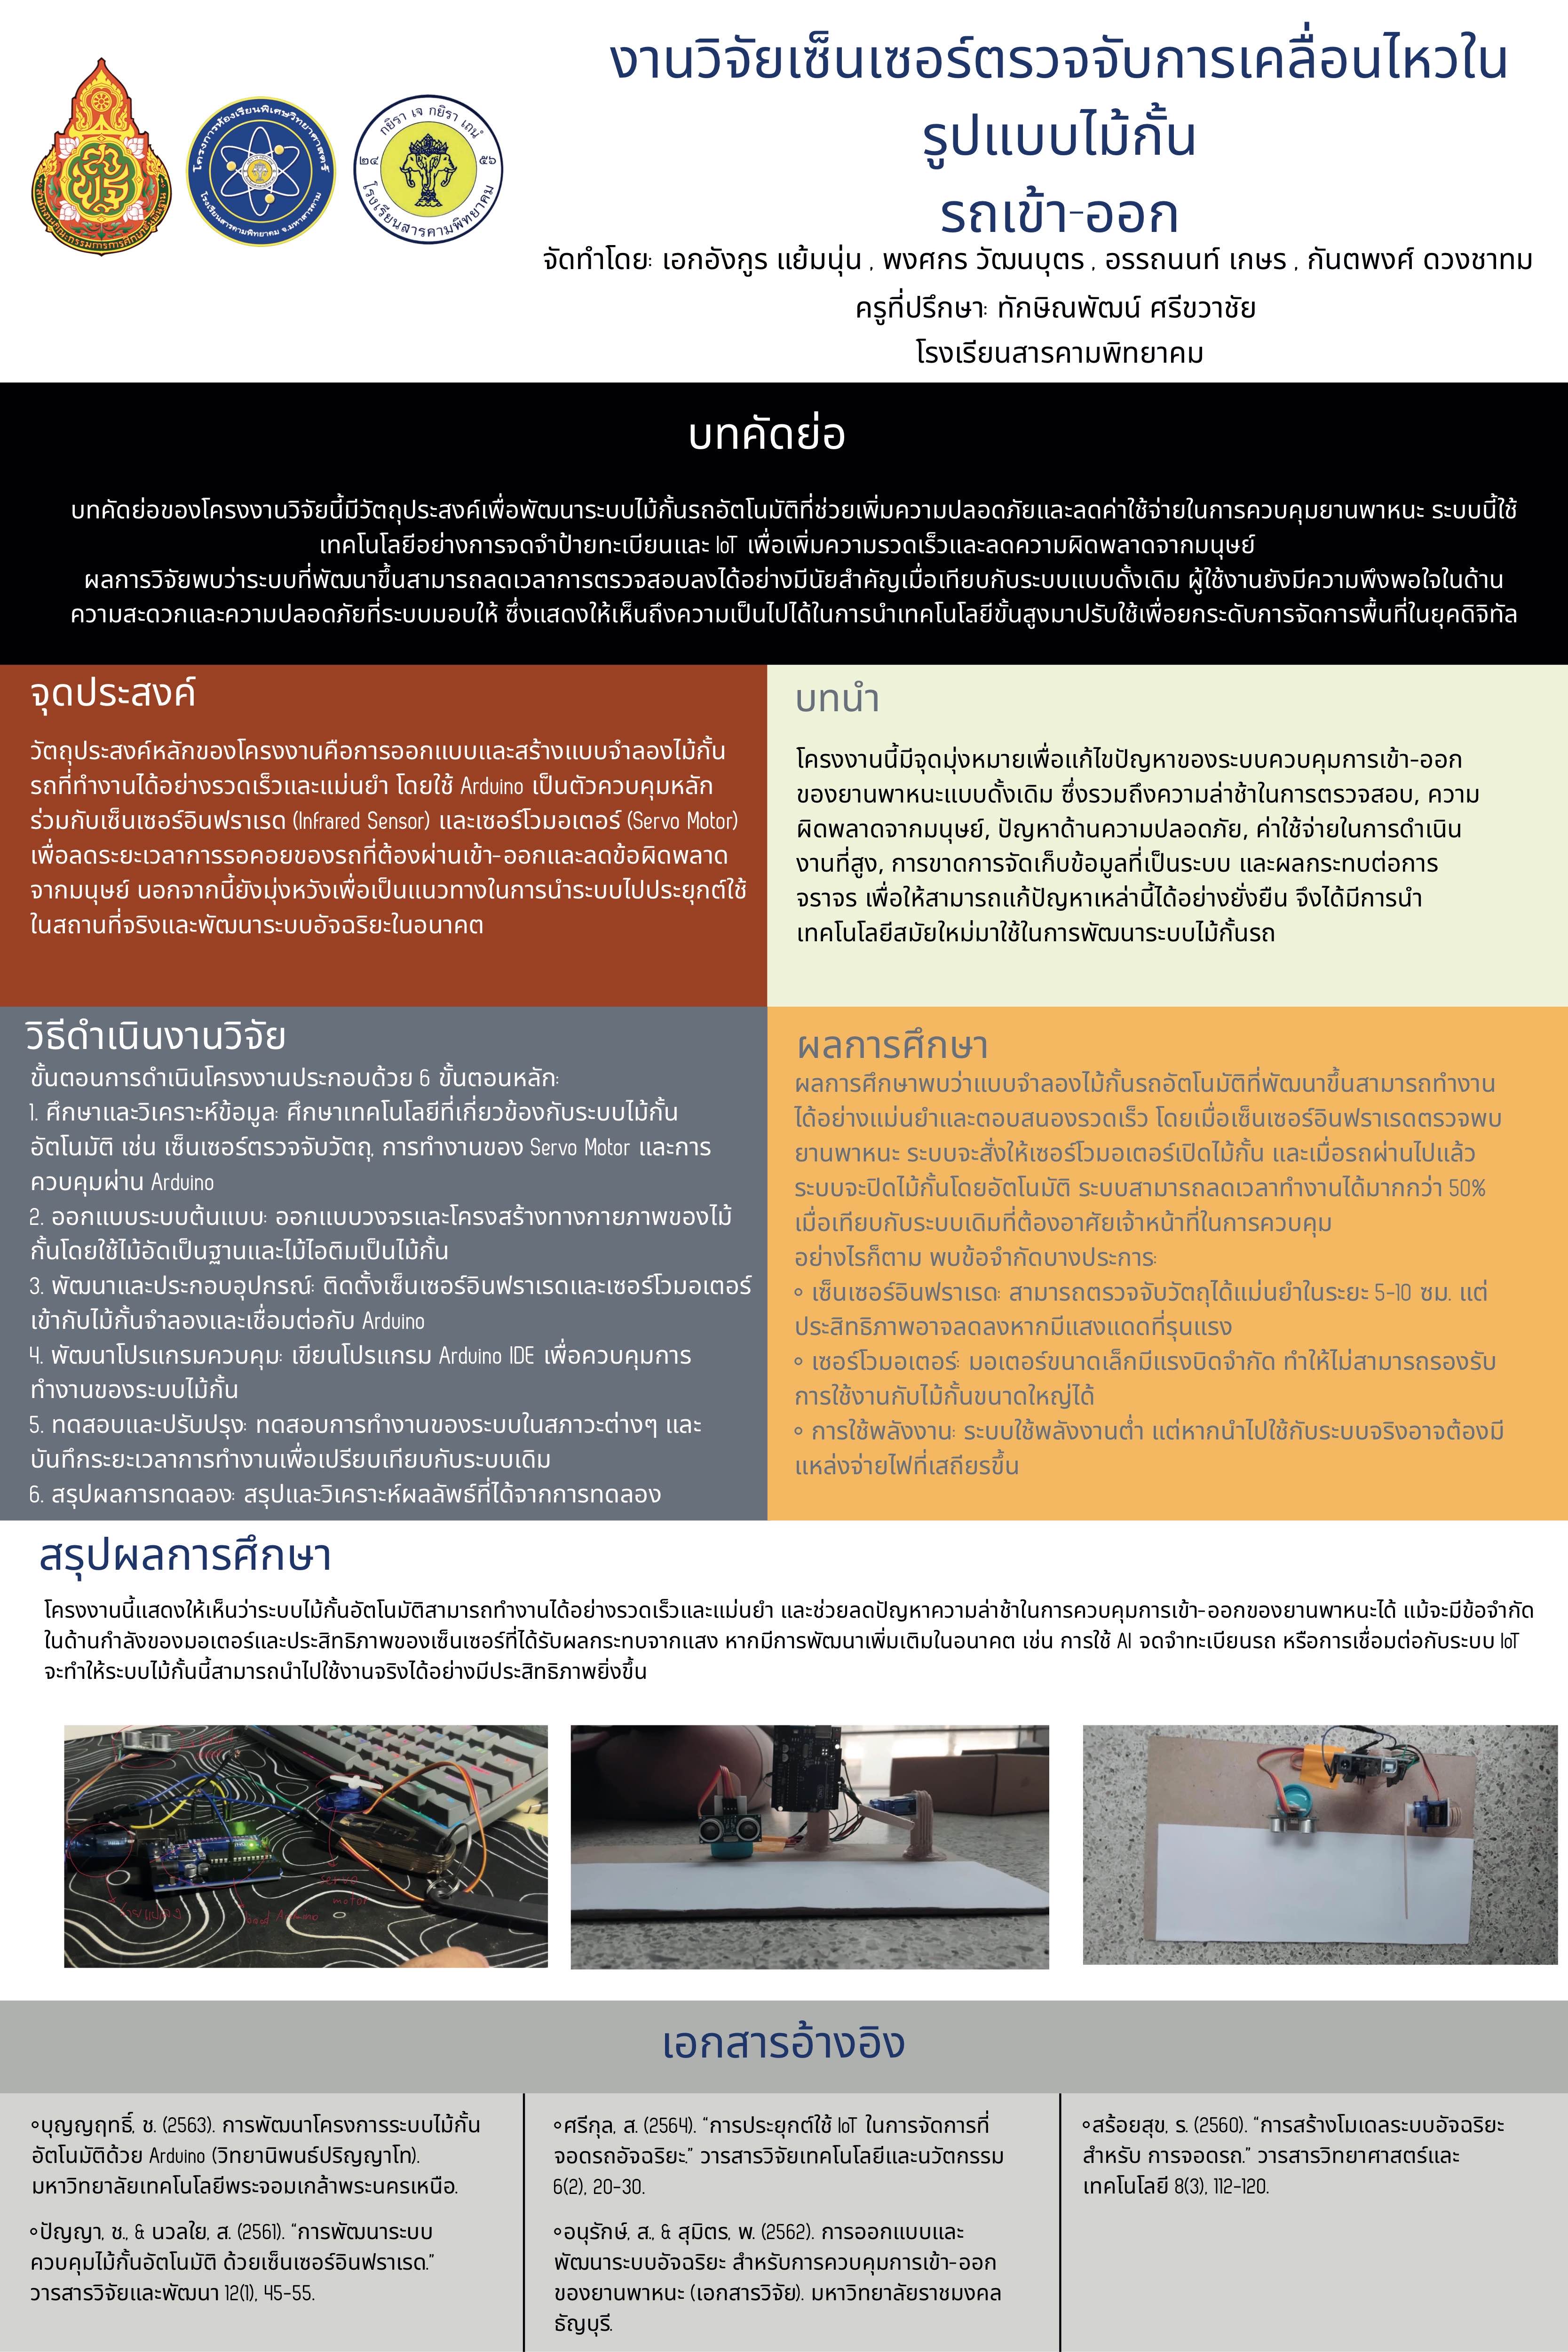 งานวิจัยเซ็นเซอร์ตรวจจับการเคลื่อนไหวใน
รูปแบบไม้กั้น
รถเข้า-ออก
โครงการห้องเรียนพิเศษวิทยาศาสตร์
โรงเรียนสารคามพิทยาคม จ.มหาสารคาม
กยิรา เจ กยิรา เถนํ
๒๔ ๕๖
โรงเรียนสารคามพิทยาคม
จัดทำโดย: เอกอังกูร แย้มนุ่น , พงศกร วัฒนบุตร , อรรถนนท์ เกษร , กันตพงศ์ ดวงชาทม
ครูที่ปรึกษา: ทักษิณพัฒน์ ศรีขวาชัย
โรงเรียนสารคามพิทยาคม
บทคัดย่อ
บทคัดย่อของโครงงานวิจัยนี้มีวัตถุประสงค์เพื่อพัฒนาระบบไม้กั้นรถอัตโนมัติที่ช่วยเพิ่มความปลอดภัยและลดค่าใช้จ่ายในการควบคุมยานพาหนะ ระบบนี้ใช้
เทคโนโลยีอย่างการจดจำป้ายทะเบียนและ IoT เพื่อเพิ่มความรวดเร็วและลดความผิดพลาดจากมนุษย์
ผลการวิจัยพบว่าระบบที่พัฒนาขึ้นสามารถลดเวลาการตรวจสอบลงได้อย่างมีนัยสำคัญเมื่อเทียบกับระบบแบบดั้งเดิม ผู้ใช้งานยังมีความพึงพอใจในด้าน
ความสะดวกและความปลอดภัยที่ระบบมอบให้ ซึ่งแสดงให้เห็นถึงความเป็นไปได้ในการนำเทคโนโลยีขั้นสูงมาปรับใช้เพื่อยกระดับการจัดการพื้นที่ในยุคดิจิทัล
จุดประสงค์
วัตถุประสงค์หลักของโครงงานคือการออกแบบและสร้างแบบจำลองไม้กั้น
รถที่ทำงานได้อย่างรวดเร็วและแม่นยำ โดยใช้ Arduino เป็นตัวควบคุมหลัก
ร่วมกับเซ็นเซอร์อินฟราเรด (Infrared Sensor) และเซอร์โวมอเตอร์ (Servo Motor)
เพื่อลดระยะเวลาการรอคอยของรถที่ต้องผ่านเข้า-ออกและลดข้อผิดพลาด
จากมนุษย์ นอกจากนี้ยังมุ่งหวังเพื่อเป็นแนวทางในการนำระบบไปประยุกต์ใช้
ในสถานที่จริงและพัฒนาระบบอัจฉริยะในอนาคต
บทนำ
โครงงานนี้มีจุดมุ่งหมายเพื่อแก้ไขปัญหาของระบบควบคุมการเข้า-ออก
ของยานพาหนะแบบดั้งเดิม ซึ่งรวมถึงความล่าช้าในการตรวจสอบ, ความ
ผิดพลาดจากมนุษย์, ปัญหาด้านความปลอดภัย, ค่าใช้จ่ายในการดำเนิน
งานที่สูง, การขาดการจัดเก็บข้อมูลที่เป็นระบบ และผลกระทบต่อการ
จราจร เพื่อให้สามารถแก้ปัญหาเหล่านี้ได้อย่างยั่งยืน จึงได้มีการนำ
เทคโนโลยีสมัยใหม่มาใช้ในการพัฒนาระบบไม้กั้นรถ
วิธีดำเนินงานวิจัย
ขั้นตอนการดำเนินโครงงานประกอบด้วย 6 ขั้นตอนหลัก:
1. ศึกษาและวิเคราะห์ข้อมูล: ศึกษาเทคโนโลยีที่เกี่ยวข้องกับระบบไม้กั้น
อัตโนมัติ เช่น เซ็นเซอร์ตรวจจับวัตถุ, การทำงานของ Servo Motor และการ
ควบคุมผ่าน Arduino
2. ออกแบบระบบต้นแบบ: ออกแบบวงจรและโครงสร้างทางกายภาพของไม้
กั้นโดยใช้ไม้อัดเป็นฐานและไม้ไอติมเป็นไม้กั้น
3. พัฒนาและประกอบอุปกรณ์: ติดตั้งเซ็นเซอร์อินฟราเรดและเซอร์โวมอเตอร์
เข้ากับไม้กั้นจำลองและเชื่อมต่อกับ Arduino
4. พัฒนาโปรแกรมควบคุม: เขียนโปรแกรม Arduino IDE เพื่อควบคุมการ
ทำงานของระบบไม้กั้น
5. ทดสอบและปรับปรุง: ทดสอบการทำงานของระบบในสภาวะต่างๆ และ
บันทึกระยะเวลาการทำงานเพื่อเปรียบเทียบกับระบบเดิม
6. สรุปผลการทดลอง: สรุปและวิเคราะห์ผลลัพธ์ที่ได้จากการทดลอง
ผลการศึกษา
ผลการศึกษาพบว่าแบบจำลองไม้กั้นรถอัตโนมัติที่พัฒนาขึ้นสามารถทำงาน
ได้อย่างแม่นยำและตอบสนองรวดเร็ว โดยเมื่อเซ็นเซอร์อินฟราเรดตรวจพบ
ยานพาหนะ ระบบจะสั่งให้เซอร์โวมอเตอร์เปิดไม้กั้น และเมื่อรถผ่านไปแล้ว
ระบบจะปิดไม้กั้นโดยอัตโนมัติ ระบบสามารถลดเวลาทำงานได้มากกว่า 50%
เมื่อเทียบกับระบบเดิมที่ต้องอาศัยเจ้าหน้าที่ในการควบคุม
อย่างไรก็ตาม พบข้อจำกัดบางประการ:
◦ เซ็นเซอร์อินฟราเรด: สามารถตรวจจับวัตถุได้แม่นยำในระยะ 5-10 ซม. แต่
ประสิทธิภาพอาจลดลงหากมีแสงแดดที่รุนแรง
◦ เซอร์โวมอเตอร์: มอเตอร์ขนาดเล็กมีแรงบิดจำกัด ทำให้ไม่สามารถรองรับ
การใช้งานกับไม้กั้นขนาดใหญ่ได้
◦ การใช้พลังงาน: ระบบใช้พลังงานต่ำ แต่หากนำไปใช้กับระบบจริงอาจต้องมี
แหล่งจ่ายไฟที่เสถียรขึ้น
สรุปผลการศึกษา
โครงงานนี้แสดงให้เห็นว่าระบบไม้กั้นอัตโนมัติสามารถทำงานได้อย่างรวดเร็วและแม่นยำ และช่วยลดปัญหาความล่าช้าในการควบคุมการเข้า-ออกของยานพาหนะได้ แม้จะมีข้อจำกัด
ในด้านกำลังของมอเตอร์และประสิทธิภาพของเซ็นเซอร์ที่ได้รับผลกระทบจากแสง หากมีการพัฒนาเพิ่มเติมในอนาคต เช่น การใช้ AI จดจำทะเบียนรถ หรือการเชื่อมต่อกับระบบ IoT
จะทำให้ระบบไม้กั้นนี้สามารถนำไปใช้งานจริงได้อย่างมีประสิทธิภาพยิ่งขึ้น
servo
motor
บอร์ด Arduino
เอกสารอ้างอิง
◦บุญญฤทธิ์, ช. (2563). การพัฒนาโครงการระบบไม้กั้น
อัตโนมัติด้วย Arduino (วิทยานิพนธ์ปริญญาโท).
มหาวิทยาลัยเทคโนโลยีพระจอมเกล้าพระนครเหนือ.
◦ปัญญา, ช., & นวลใย, ส. (2561). "การพัฒนาระบบ
ควบคุมไม้กั้นอัตโนมัติ ด้วยเซ็นเซอร์อินฟราเรด."
วารสารวิจัยและพัฒนา 12(1), 45-55.
◦ศรีกุล, ส. (2564). "การประยุกต์ใช้ IoT ในการจัดการที่
จอดรถอัจฉริยะ." วารสารวิจัยเทคโนโลยีและนวัตกรรม
6(2), 20-30.
◦อนุรักษ์, ส., & สุมิตร, พ. (2562). การออกแบบและ
พัฒนาระบบอัจฉริยะ สำหรับการควบคุมการเข้า-ออก
ของยานพาหนะ (เอกสารวิจัย). มหาวิทยาลัยราชมงคล
ธัญบุรี.
◦สร้อยสุข, ร. (2560). "การสร้างโมเดลระบบอัจฉริยะ
สำหรับ การจอดรถ." วารสารวิทยาศาสตร์และ
เทคโนโลยี 8(3), 112-120.